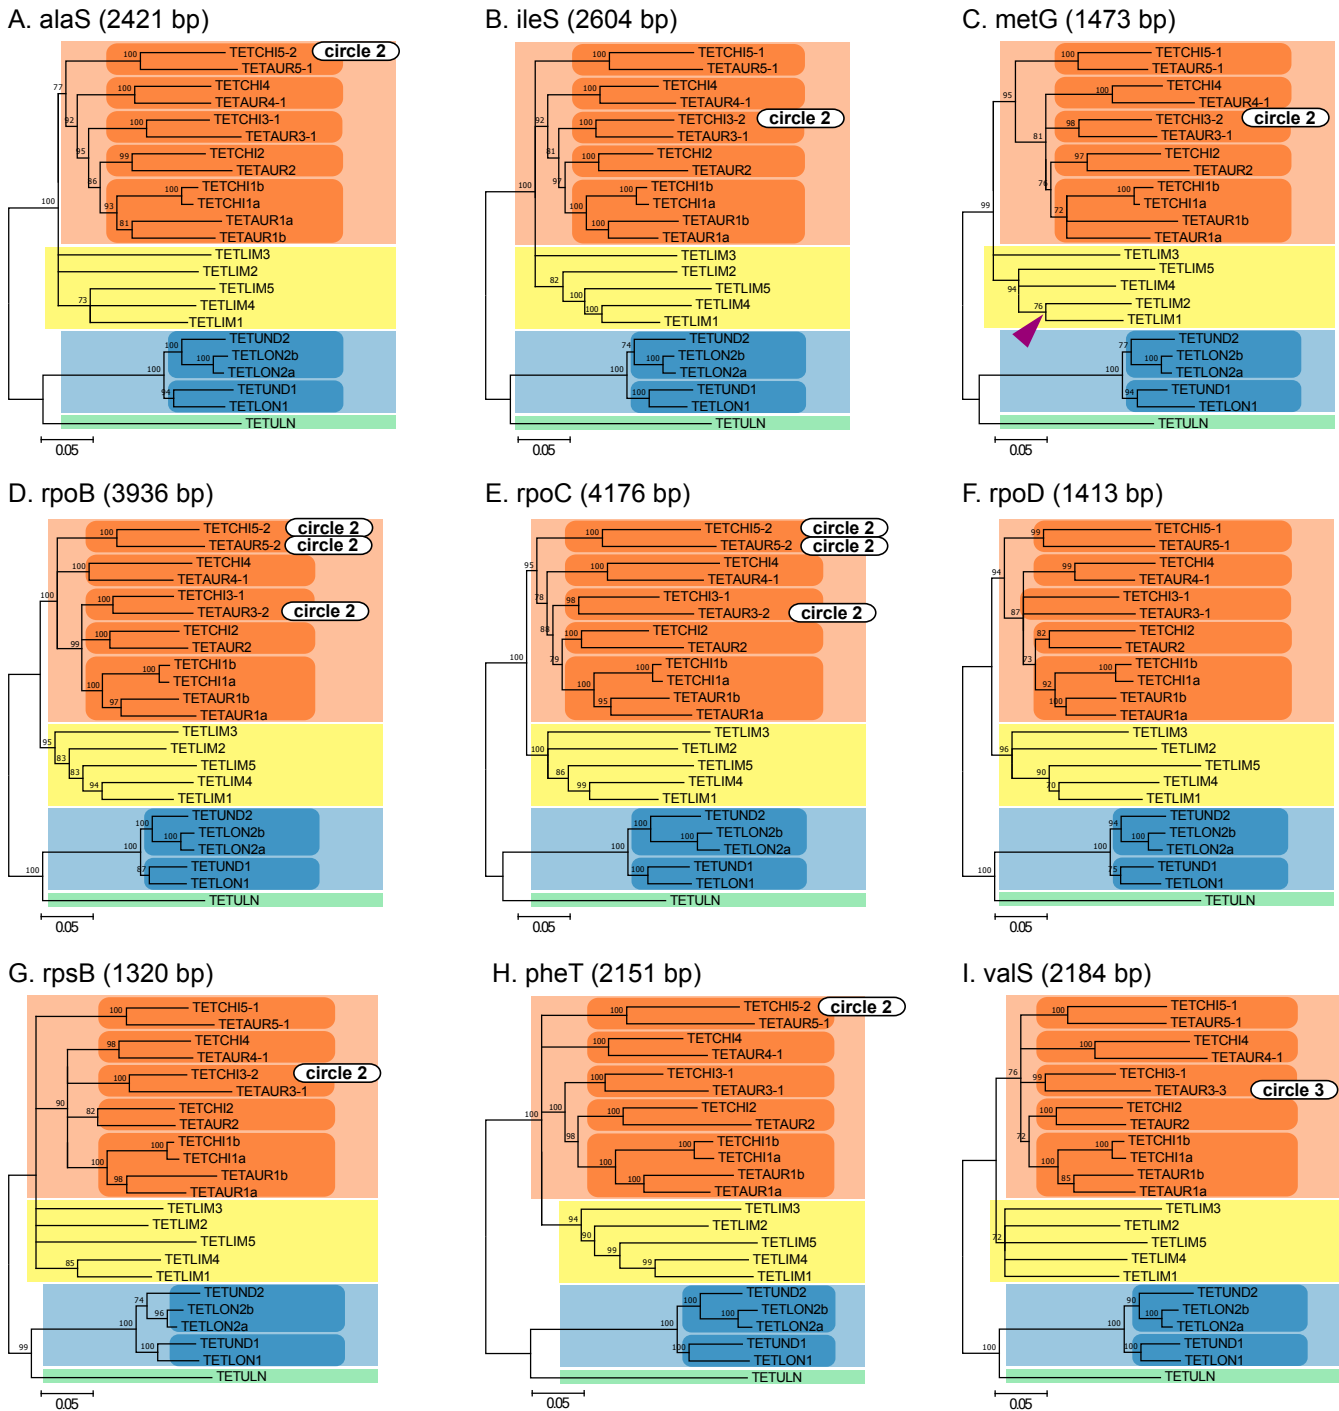 A. alaS (2421 bp)
77
100
TETCHI5-2 circle 2
TETAUR5-1
92
100
TETCHI4
TETAUR4-1
95
100
TETCHI3-1
TETAUR3-1
86
99
TETCHI2
TETAUR2
93
100
TETCHI1b
TETCHI1a
81
TETAUR1a
TETAUR1b
100
TETLIM3
TETLIM2
73
TETLIM5
TETLIM4
TETLIM1
100
100
TETUND2
100
TETLON2b
TETLON2a
94
TETUND1
TETLON1
TETULN
0.05
B. ileS (2604 bp)
100
TETCHI5-1
TETAUR5-1
92
100
TETCHI4
TETAUR4-1
81
100
TETCHI3-2 circle 2
TETAUR3-1
97
100
TETCHI2
TETAUR2
100
100
TETCHI1b
TETCHI1a
100
TETAUR1b
TETAUR1a
100
TETLIM3
82
TETLIM2
100
TETLIM5
100
TETLIM4
TETLIM1
100
74
TETUND2
100
TETLON2b
TETLON2a
100
TETUND1
TETLON1
TETULN
0.05
C. metG (1473 bp)
95
100
TETCHI5-1
TETAUR5-1
81
100
TETCHI4
TETAUR4-1
98
TETCHI3-2 circle 2
TETAUR3-1
76
97
TETCHI2
TETAUR2
72
100
TETCHI1b
TETCHI1a
TETAUR1b
TETAUR1a
99
TETLIM3
94
TETLIM5
TETLIM4
76
TETLIM2
TETLIM1
100
77
TETUND2
100
TETLON2b
TETLON2a
94
TETUND1
TETLON1
TETULN
0.05
D. rpoB (3936 bp)
100
100
TETCHI5-2 circle 2
TETAUR5-2 circle 2
100
TETCHI4
TETAUR4-1
99
100
TETCHI3-1
TETAUR3-2 circle 2
100
TETCHI2
TETAUR2
100
100
TETCHI1b
TETCHI1a
97
TETAUR1b
TETAUR1a
95
TETLIM3
83
TETLIM2
83
TETLIM5
94
TETLIM4
TETLIM1
100
100
TETUND2
100
TETLON2b
TETLON2a
87
TETUND1
TETLON1
100
TETULN
0.05
E. rpoC (4176 bp)
95
100
TETCHI5-2 circle 2
TETAUR5-2 circle 2
78
100
TETCHI4
TETAUR4-1
88
98
TETCHI3-1
TETAUR3-2 circle 2
79
100
TETCHI2
TETAUR2
100
100
TETCHI1b
TETCHI1a
95
TETAUR1b
TETAUR1a
100
100
TETLIM3
TETLIM2
86
TETLIM5
99
TETLIM4
TETLIM1
100
100
TETUND2
100
TETLON2b
TETLON2a
100
TETUND1
TETLON1
TETULN
0.05
F. rpoD (1413 bp)
94
99
TETCHI5-1
TETAUR5-1
87
99
TETCHI4
TETAUR4-1
TETCHI3-1
TETAUR3-1
73
82
TETCHI2
TETAUR2
92
100
TETCHI1b
TETCHI1a
100
TETAUR1b
TETAUR1a
96
TETLIM3
TETLIM2
90
TETLIM5
70
TETLIM4
TETLIM1
100
94
TETUND2
100
TETLON2b
TETLON2a
75
TETUND1
TETLON1
100
TETULN
0.05
G. rpsB (1320 bp)
100
TETCHI5-1
TETAUR5-1
90
98
TETCHI4
TETAUR4-1
100
TETCHI3-2 circle 2
TETAUR3-1
82
TETCHI2
TETAUR2
100
100
TETCHI1b
TETCHI1a
98
TETAUR1b
TETAUR1a
TETLIM3
TETLIM2
TETLIM5
85
TETLIM4
TETLIM1
100
74
TETUND2
96
TETLON2b
TETLON2a
100
TETUND1
TETLON1
99
TETULN
0.05
H. pheT (2151 bp)
100
TETCHI5-2 circle 2
TETAUR5-1
100
TETCHI4
TETAUR4-1
100
100
TETCHI3-1
TETAUR3-1
98
100
TETCHI2
TETAUR2
100
100
TETCHI1b
TETCHI1a
100
TETAUR1b
TETAUR1a
100
94
TETLIM3
90
TETLIM2
99
TETLIM5
99
TETLIM4
TETLIM1
100
100
TETUND2
100
TETLON2b
TETLON2a
100
TETUND1
TETLON1
TETULN
0.05
I. valS (2184 bp)
76
100
TETCHI5-1
TETAUR5-1
100
TETCHI4
TETAUR4-1
99
TETCHI3-1
TETAUR3-3 circle 3
72
100
TETCHI2
TETAUR2
100
100
TETCHI1b
TETCHI1a
85
TETAUR1b
TETAUR1a
72
TETLIM3
TETLIM2
TETLIM5
TETLIM4
TETLIM1
100
90
TETUND2
100
TETLON2b
TETLON2a
100
TETUND1
TETLON1
100
TETULN
0.05